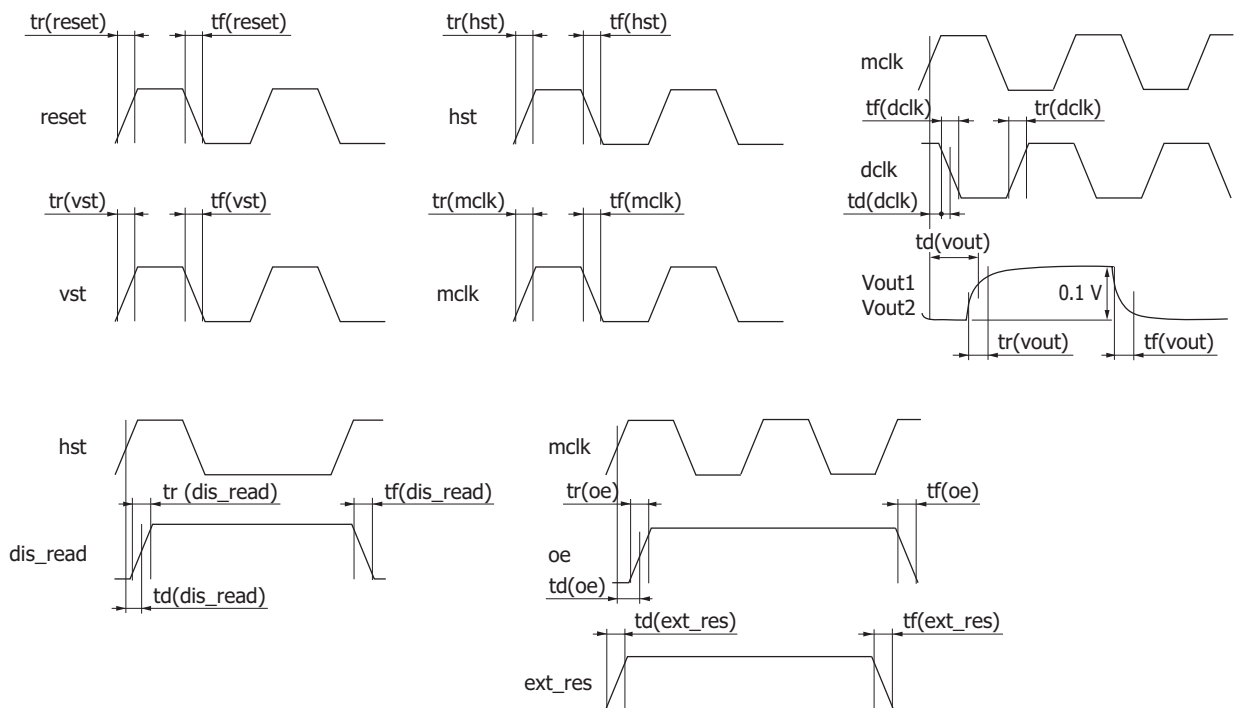 tr(reset)
tf(reset)
reset
tr(hst)
tf(hst)
hst
mclk
tf(dclk)
tr(dclk)
dclk
td(dclk)
td(vout)
Vout1
Vout2
0.1 V
tr(vout)
tf(vout)
tr(vst)
tf(vst)
vst
tr(mclk)
tf(mclk)
mclk
hst
tr (dis_read)
tf(dis_read)
dis_read
td(dis_read)
mclk
tr(oe)
tf(oe)
oe
td(oe)
td(ext_res)
tf(ext_res)
ext_res